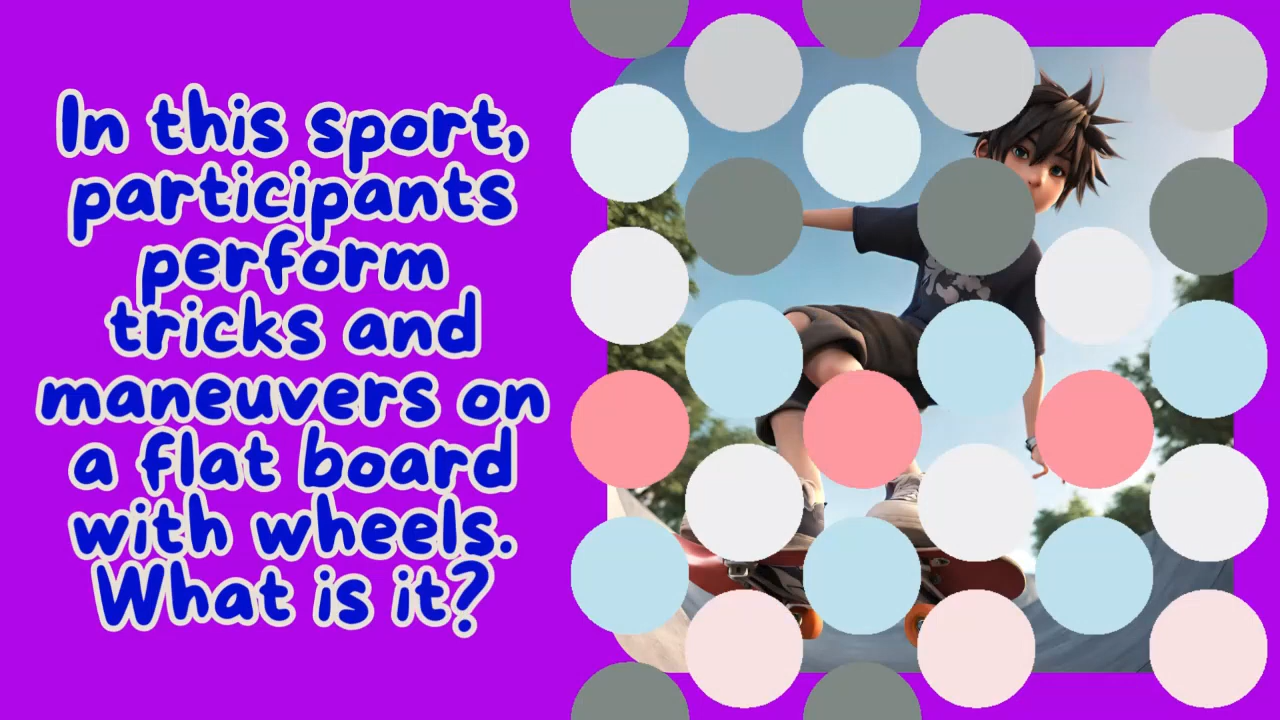 In this sport,
participants
perform
tricks and
maneuvers on
a flat board
with wheels.
What is it?